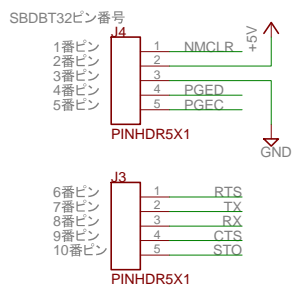 SBDBT32ピン番号
J4
1番ピン 1 NMCLR
2番ピン 2 +5V
3番ピン 3
4番ピン 4 PGED
5番ピン 5 PGEC
GND
PINHDR5X1
J3
6番ピン 1 RTS
7番ピン 2 TX
8番ピン 3 RX
9番ピン 4 CTS
10番ピン 5 STO
PINHDR5X1